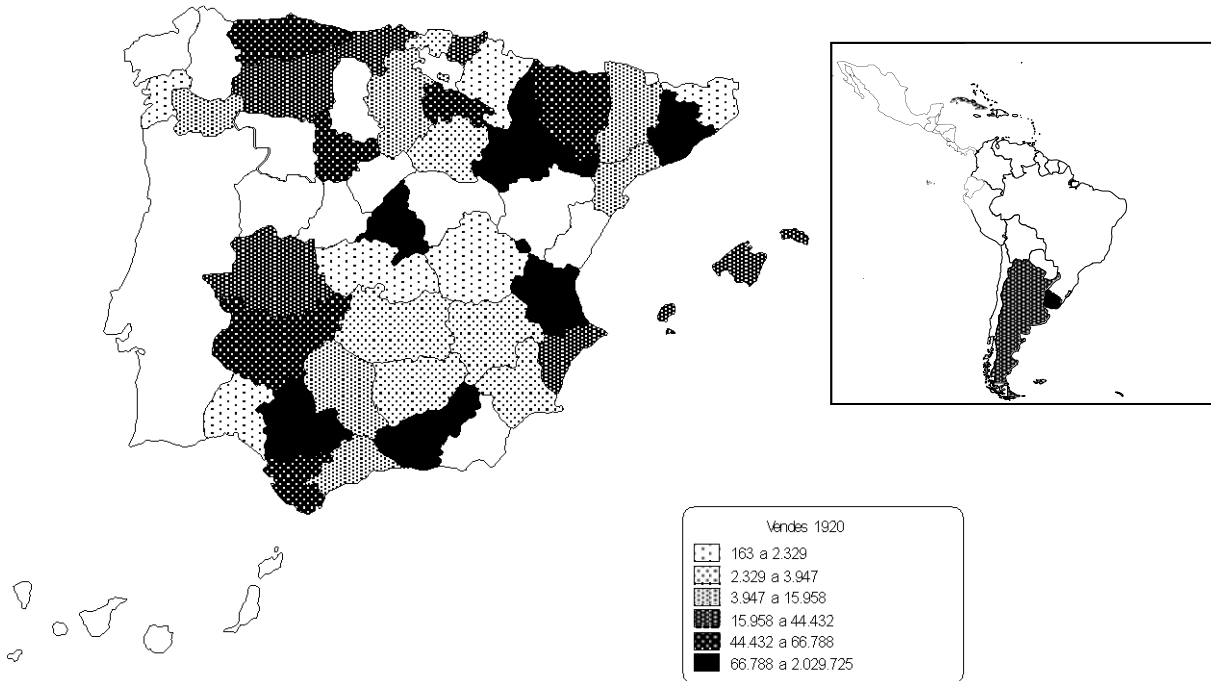 Vendes 1920
163 a 2.329
2.329 a 3.947
3.947 a 15.958
15.958 a 44.432
44.432 a 66.788
66.788 a 2.029.725